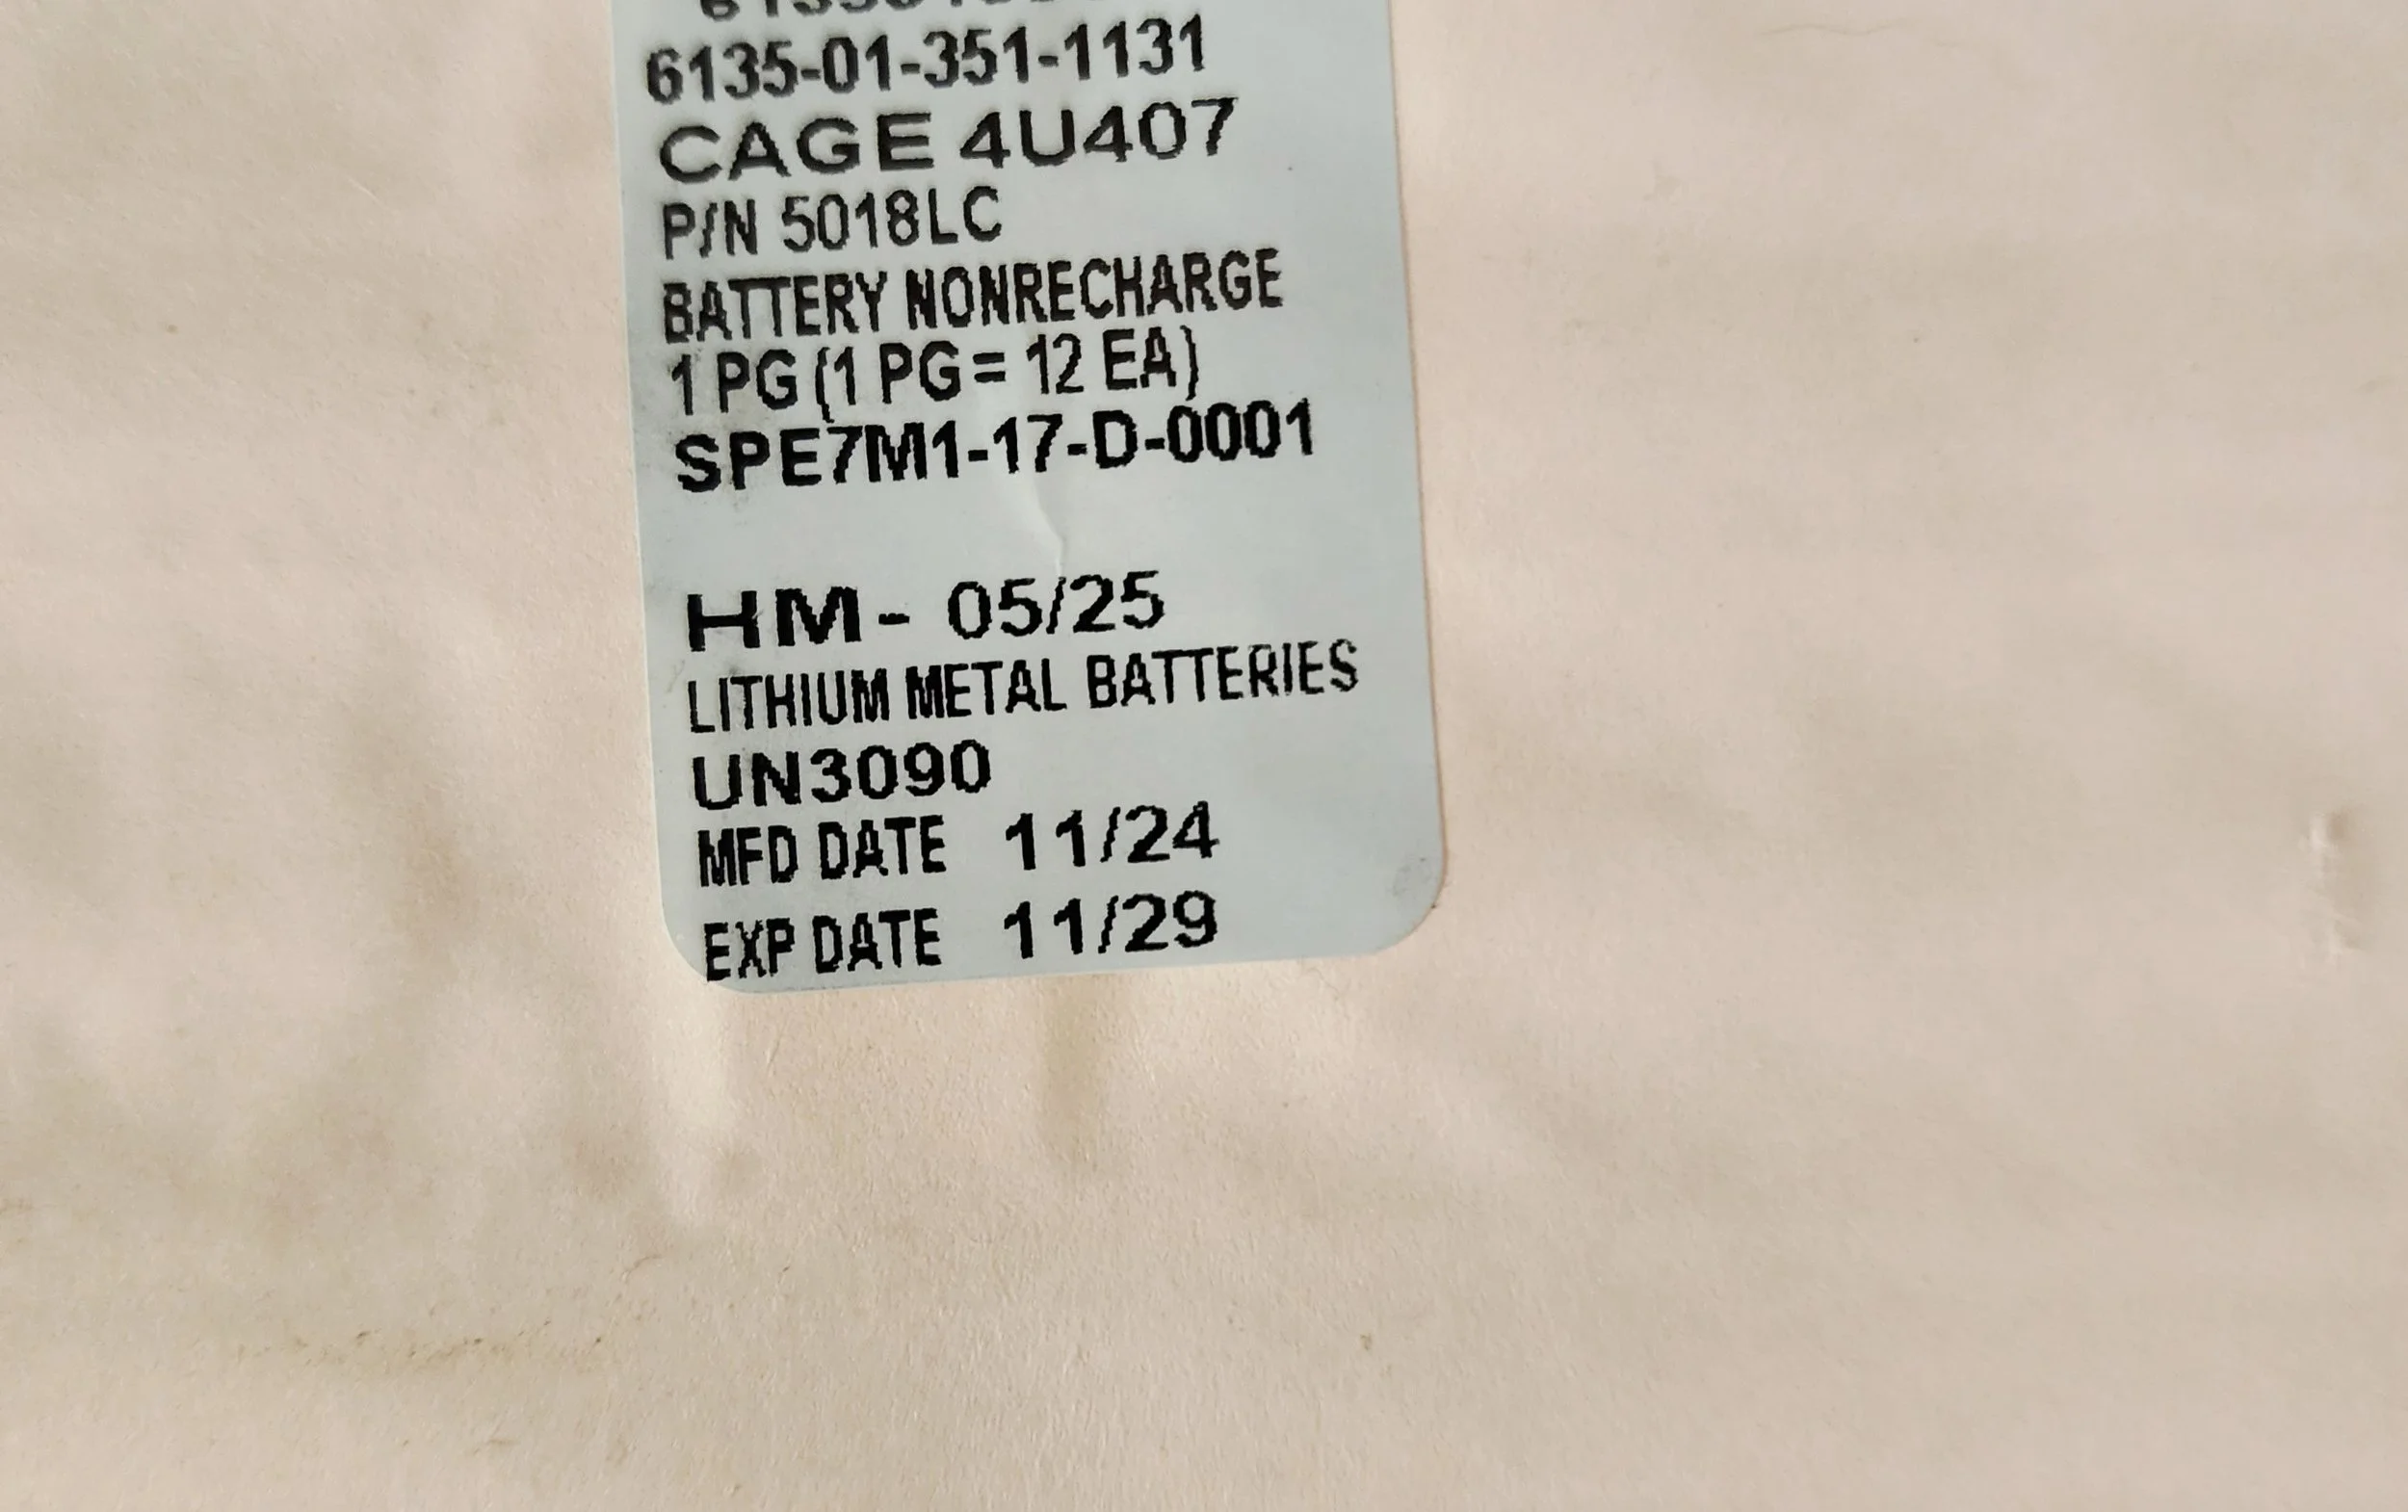 6135-01-351-1131
CAGE 4U407
P/N 5018LC
BATTERY NONRECHARGE
1 PG (1 PG = 12 EA)
SPE7M1-17-D-0001
HM- 05/25
LITHIUM METAL BATTERIES
UN3090
MFD DATE 11/24
EXP DATE 11/29